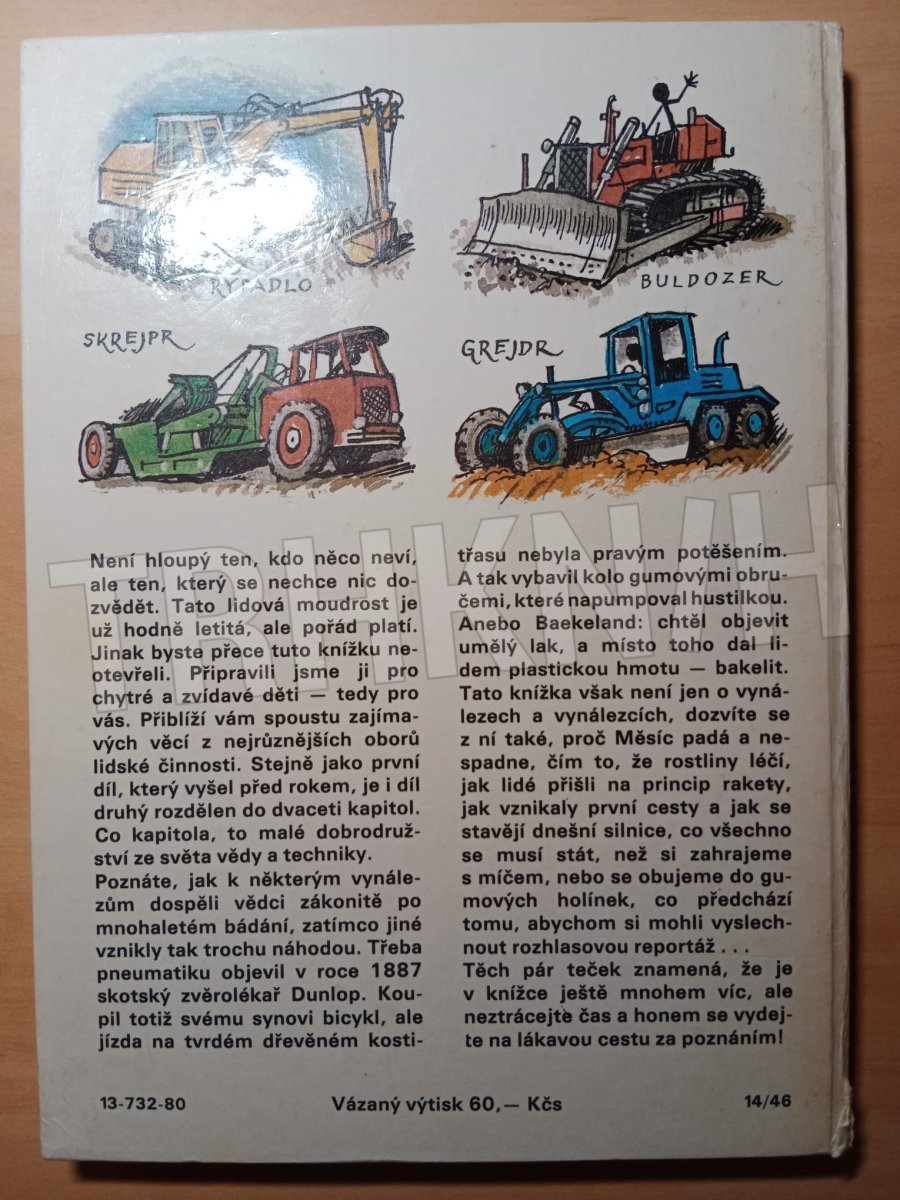 RYPADLO
BULDOZER
SKREJPR
GREJDR
Není hloupý ten, kdo něco neví,
ale ten, který se nechce nic do-
zvědět. Tato lidová moudrost je
už hodně letitá, ale pořád platí.
Jinak byste přece tuto knížku ne-
otevřeli. Připravili jsme ji pro
chytré a zvídavé děti — tedy pro
vás. Přiblíží vám spoustu zajíma-
vých věcí z nejrůznějších oborů
lidské činnosti. Stejně jako první
díl, který vyšel před rokem, je i díl
druhý rozdělen do dvaceti kapitol.
Co kapitola, to malé dobrodruž-
ství ze světa vědy a techniky.
Poznáte, jak k některým vynále-
zům dospěli vědci zákonitě po
mnohaletém bádání, zatímco jiné
vznikly tak trochu náhodou. Třeba
pneumatiku objevil v roce 1887
skotský zvěrolékař Dunlop. Kou-
pil totiž svému synovi bicykl, ale
jízda na tvrdém dřevěném kosti-
třasu nebyla pravým potěšením.
A tak vybavil kolo gumovými obru-
čemi, které napumpoval hustilkou.
Anebo Baekeland: chtěl objevit
umělý lak, a místo toho dal li-
dem plastickou hmotu — bakelit.
Tato knížka však není jen o vyná-
lezech a vynálezcích, dozvíte se
z ní také, proč Měsíc padá a ne-
spadne, čím to, že rostliny léčí,
jak lidé přišli na princip rakety,
jak vznikaly první cesty a jak se
stavějí dnešní silnice, co všechno
se musí stát, než si zahrajeme
s míčem, nebo se obujeme do gu-
mových holínek, co předchází
tomu, abychom si mohli vyslech-
nout rozhlasovou reportáž . . .
Těch pár teček znamená, že je
v knížce ještě mnohem víc, ale
neztrácejte čas a honem se vydej-
te na lákavou cestu za poznáním!
13-732-80
Vázaný výtisk 60,— Kčs
14/46